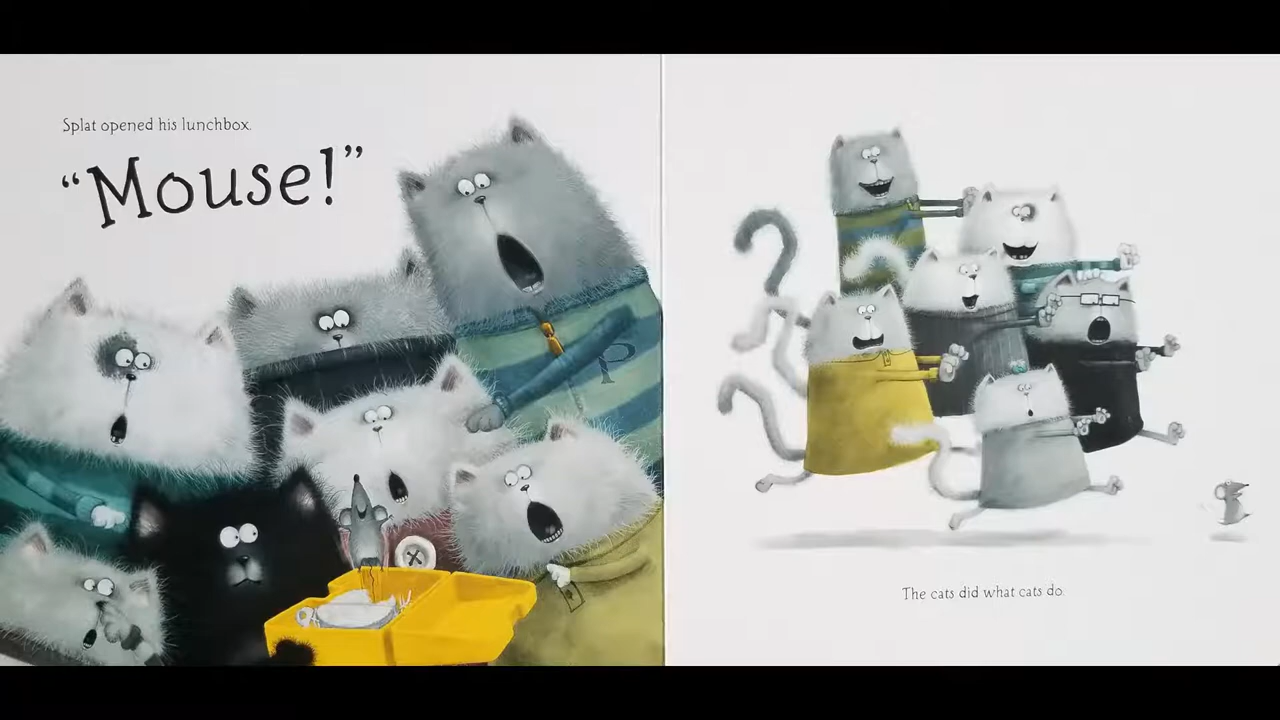 Splat opened his lunchbox.
“Mouse!”
P
The cats did what cats do.